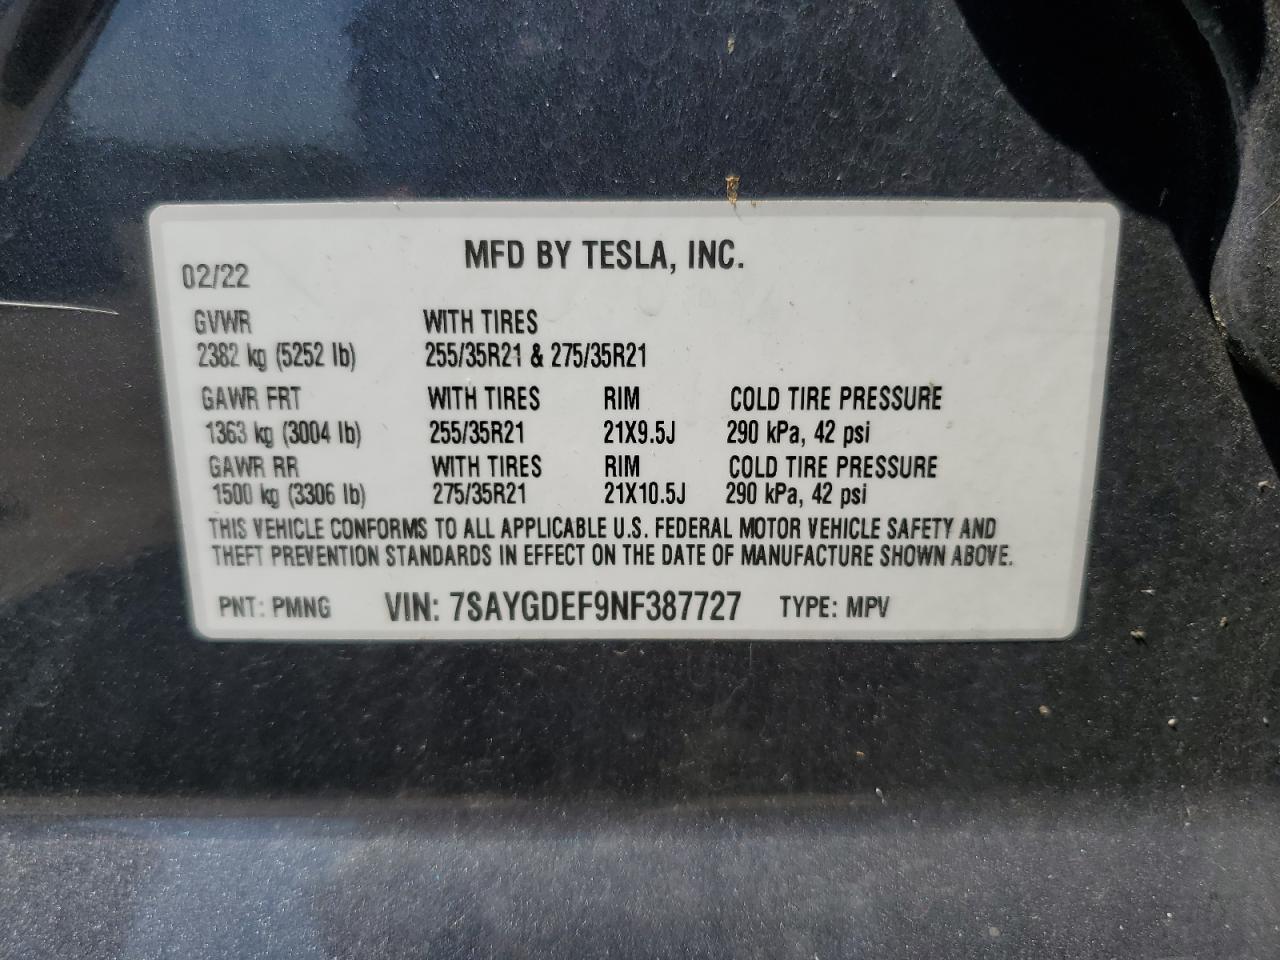 MFD BY TESLA, INC.
02/22
GVWR WITH TIRES
2382 kg (5252 lb) 255/35R21 & 275/35R21
GAWR FRT WITH TIRES RIM COLD TIRE PRESSURE
1363 kg (3004 lb) 255/35R21 21X9.5J 290 kPa, 42 psi
GAWR RR WITH TIRES RIM COLD TIRE PRESSURE
1500 kg (3306 lb) 275/35R21 21X10.5J 290 kPa, 42 psi
THIS VEHICLE CONFORMS TO ALL APPLICABLE U.S. FEDERAL MOTOR VEHICLE SAFETY AND
THEFT PREVENTION STANDARDS IN EFFECT ON THE DATE OF MANUFACTURE SHOWN ABOVE.
PNT: PMNG VIN: 7SAYGDEF9NF387727 TYPE: MPV